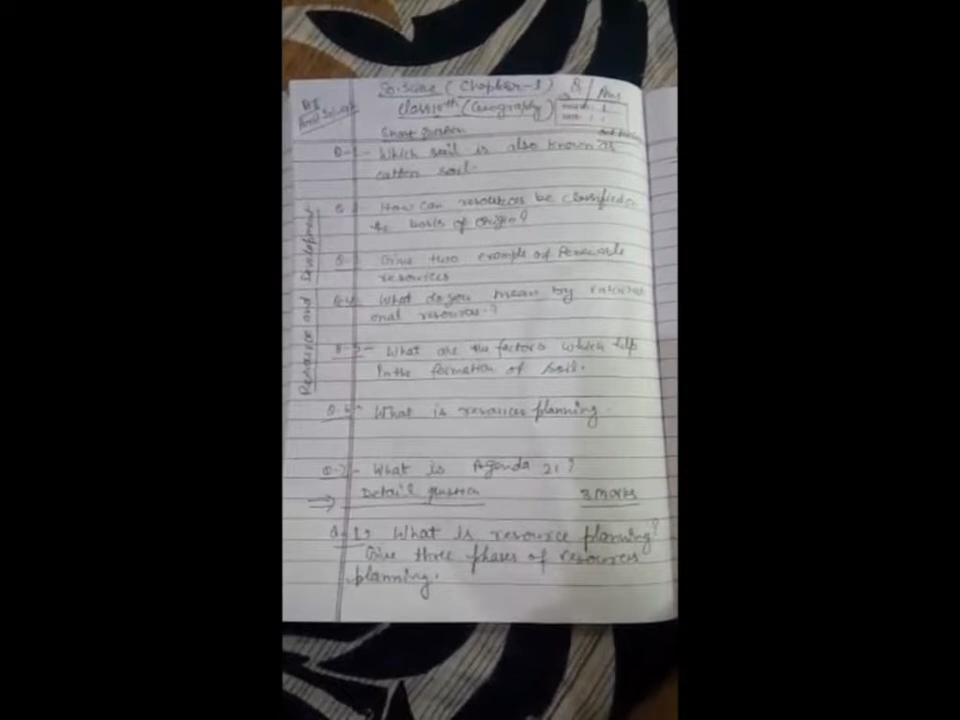 So. Science (Chapter-1)
Class 10th (Geography)
Short question
Resource and Development
Q-1- Which soil is also known as
cotton soil.
Q-2 How can resources be classified on
the basis of origin?
Q-3 Give two example of Renewable
resources
Q-4 What do you mean by
onal resources?
Q-5- What are the factors which help
in the formation of soil.
Q-6- What is resources planning.
Q-7- What is Agenda 21?
Detail question 3 Marks
Q-1- What is resource planning?
Give three phases of resources
planning.